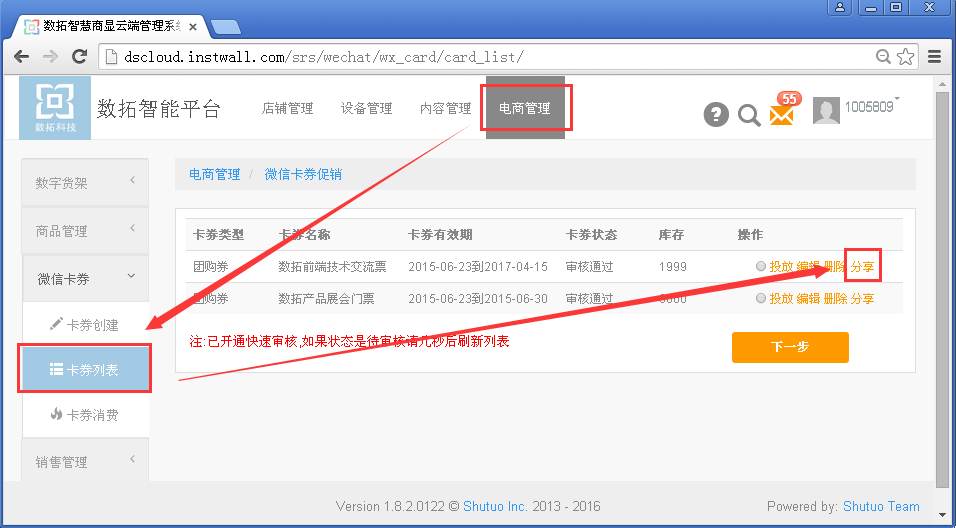 数拓智慧商显云端管理系统
dscloud.instwall.com/srs/wechat/wx_card/card_list/
数拓科技
数拓智能平台
店铺管理 设备管理 内容管理 电商管理
? 55 1005809
数字货架
商品管理
微信卡券
卡券创建
卡券列表
卡券消费
销售管理
电商管理 / 微信卡券促销
卡券类型 卡券名称 卡券有效期 卡券状态 库存 操作
团购券 数拓前端技术交流票 2015-06-23到2017-04-15 审核通过 1999 投放 编辑 删除 分享
团购券 数拓产品展会门票 2015-06-23到2015-06-30 审核通过 投放 编辑 删除 分享
注:已开通快速审核,如果状态是待审核请几秒后刷新列表
下一步
Version 1.8.2.0122 © Shutuo Inc. 2013 - 2016
Powered by: Shutuo Team